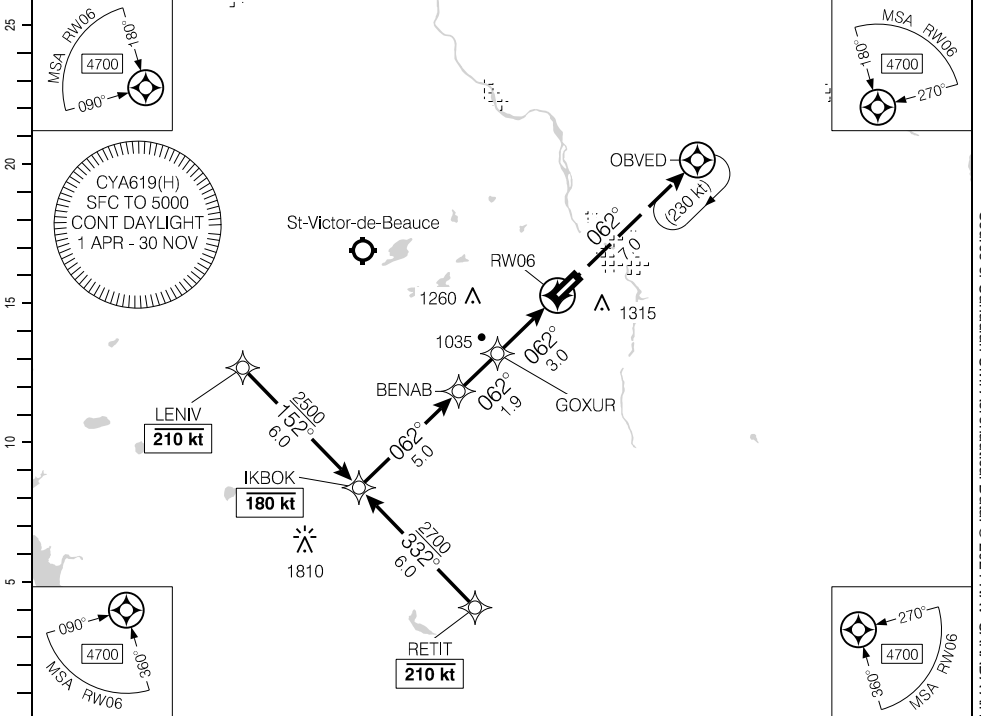 MSA RW06
180°
4700
090°
MSA RW06
180°
4700
270°
25
20
15
10
5
CYA619(H)
SFC TO 5000
CONT DAYLIGHT
1 APR - 30 NOV
St-Victor-de-Beauce
OBVED
(230 kt)
062°
7.0
RW06
1260
1315
1035
062°
3.0
BENAB
GOXUR
062°
1.9
LENIV
210 kt
2500
152°
6.0
062°
5.0
IKBOK
180 kt
1810
2700
332°
6.0
RETIT
210 kt
090°
4700
360°
MSA RW06
270°
4700
360°
MSA RW06